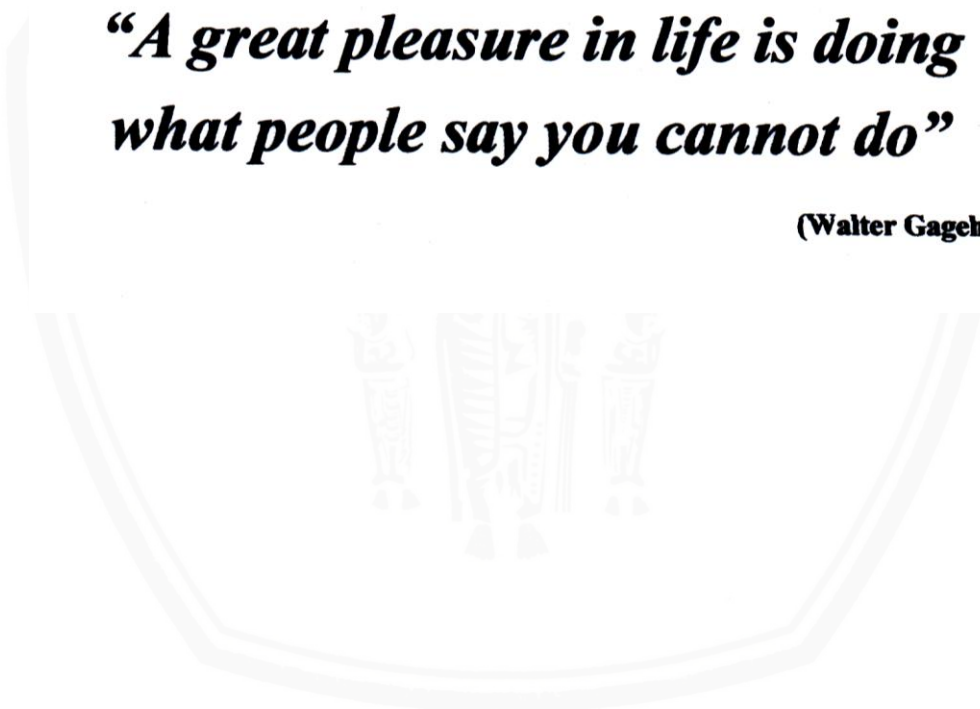 “A great pleasure in life is doing
what people say you cannot do”
(Walter Gageh